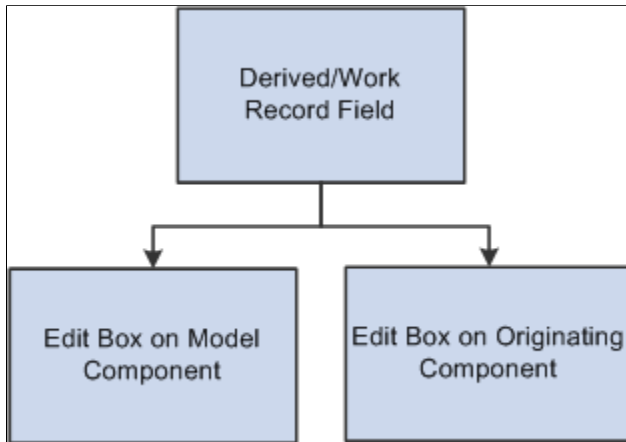 Derived/Work
Record Field
Edit Box on Model
Component
Edit Box on Originating
Component